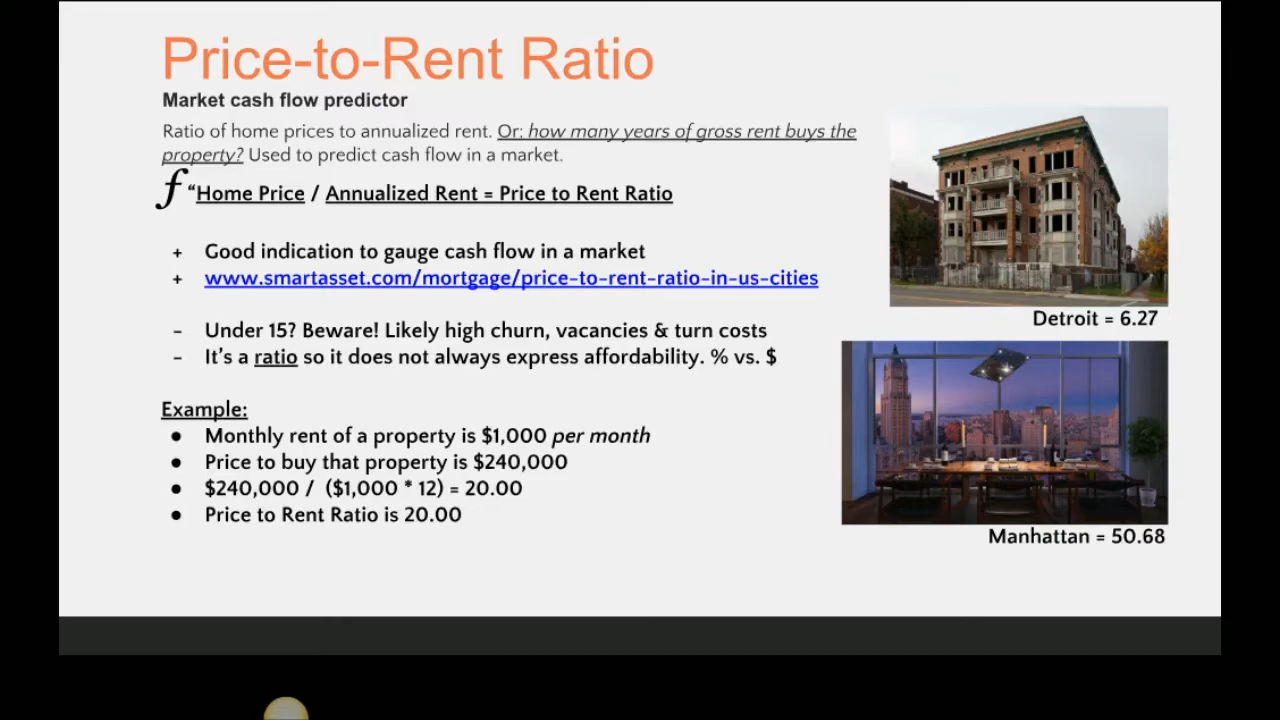 Price-to-Rent Ratio
Market cash flow predictor
Ratio of home prices to annualized rent. Or: how many years of gross rent buys the
property? Used to predict cash flow in a market.
ƒ “Home Price / Annualized Rent = Price to Rent Ratio
+ Good indication to gauge cash flow in a market
+ www.smartasset.com/mortgage/price-to-rent-ratio-in-us-cities
- Under 15? Beware! Likely high churn, vacancies & turn costs
- It’s a ratio so it does not always express affordability. % vs. $
Example:
● Monthly rent of a property is $1,000 per month
● Price to buy that property is $240,000
● $240,000 / ($1,000 * 12) = 20.00
● Price to Rent Ratio is 20.00
Detroit = 6.27
Manhattan = 50.68